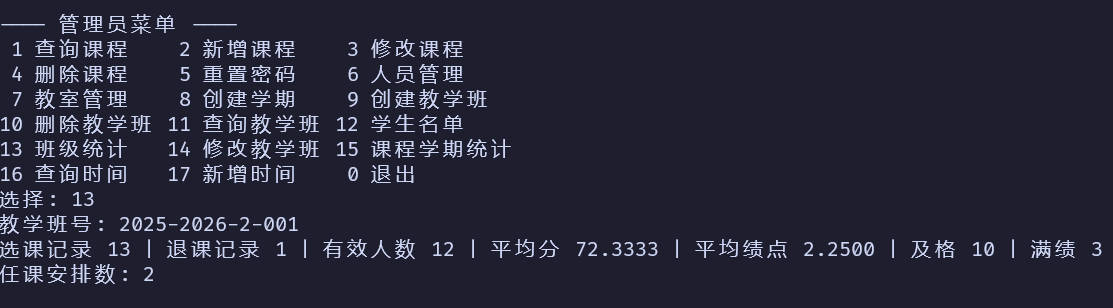 —— 管理员菜单 ——
1 查询课程 2 新增课程 3 修改课程
4 删除课程 5 重置密码 6 人员管理
7 教室管理 8 创建学期 9 创建教学班
10 删除教学班 11 查询教学班 12 学生名单
13 班级统计 14 修改教学班 15 课程学期统计
16 查询时间 17 新增时间 0 退出
选择: 13
教学班号: 2025-2026-2-001
选课记录 13 | 退课记录 1 | 有效人数 12 | 平均分 72.3333 | 平均绩点 2.2500 | 及格 10 | 满绩 3
任课安排数: 2